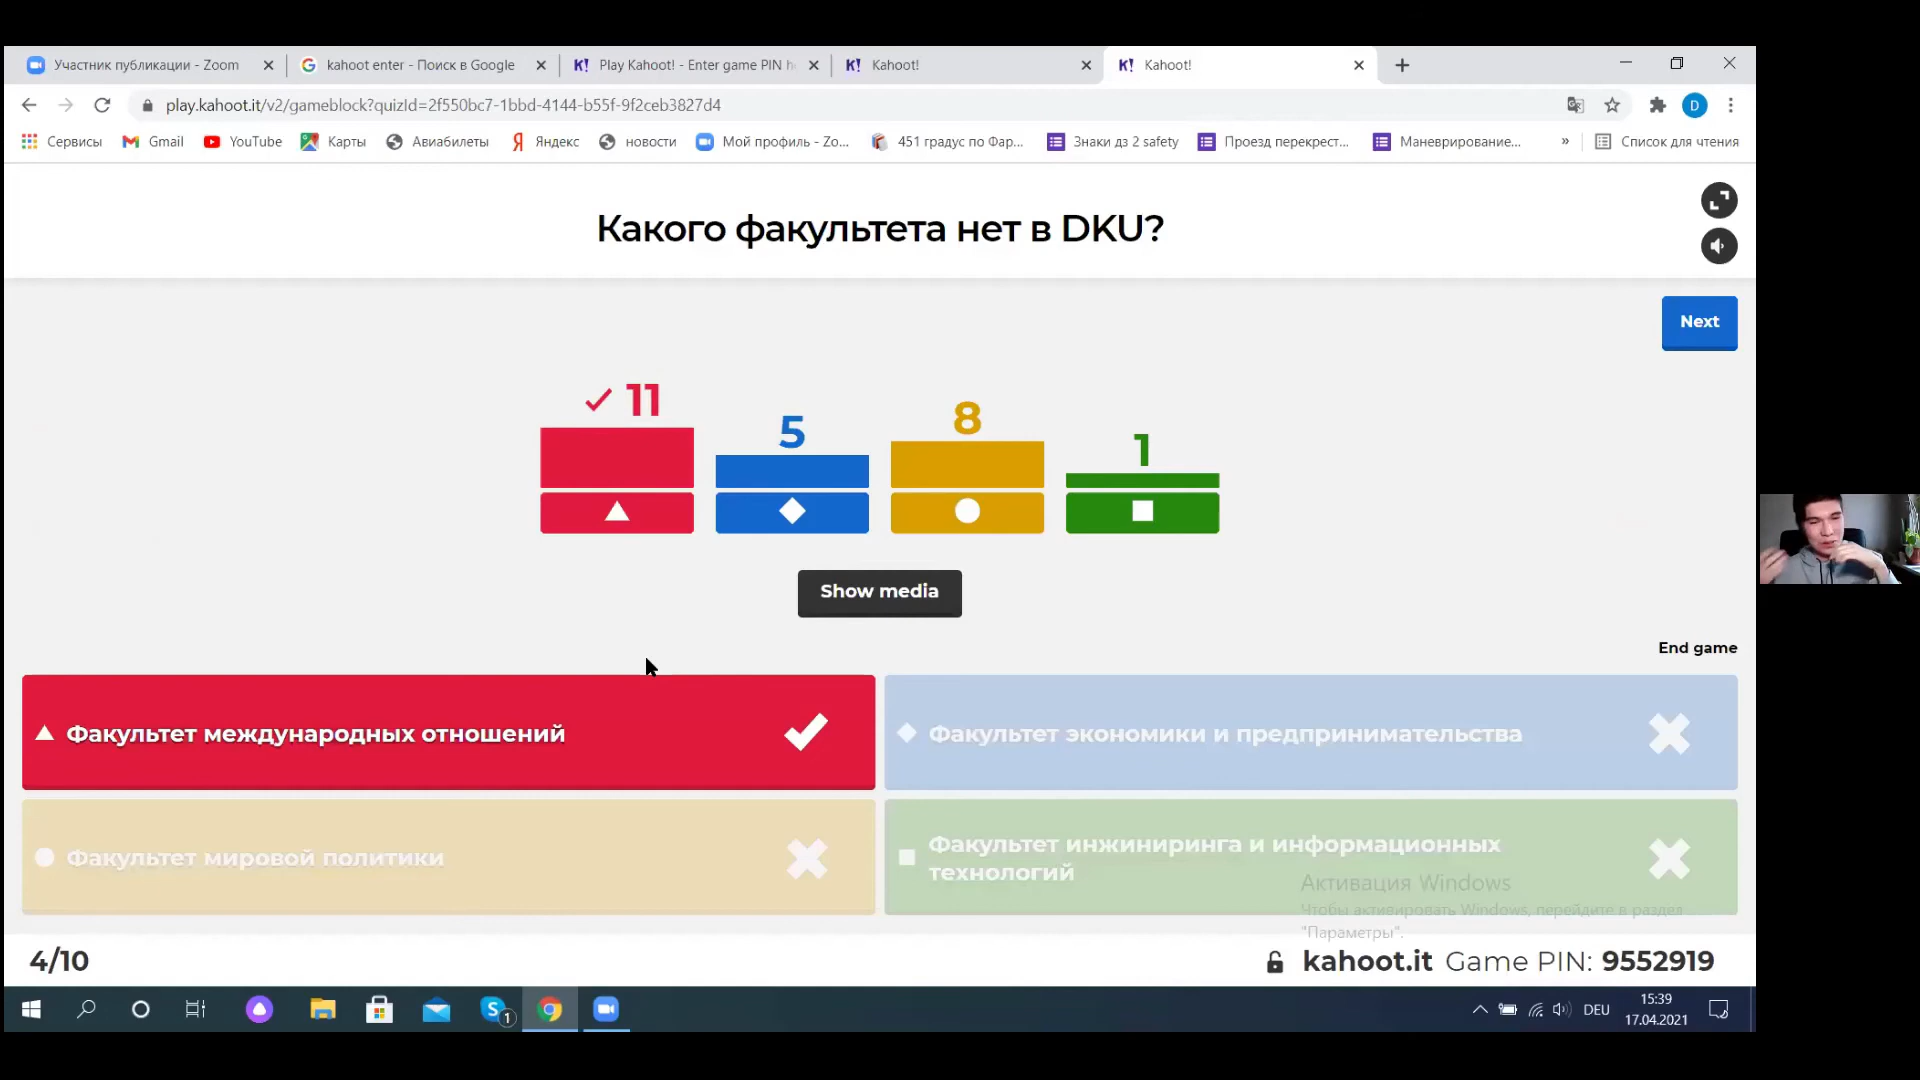 Участник публикации - Zoom
kahoot enter - Поиск в Google
K! Play Kahoot! - Enter game PIN h
K! Kahoot!
K! Kahoot!
play.kahoot.it/v2/gameblock?quizId=2f550bc7-1bbd-4144-b55f-9f2ceb3827d4
D
Сервисы
Gmail
YouTube
Карты
Авиабилеты
Яндекс
новости
Мой профиль - Zo...
451 градус по Фар...
Знаки дз 2 safety
Проезд перекрест...
Маневрирование...
»
Список для чтения
Какого факультета нет в DKU?
Next
11
5
8
1
Show media
End game
Факультет международных отношений
Факультет экономики и предпринимательства
Факультет мировой политики
Факультет инжиниринга и информационных
технологий
Активация Windows
Чтобы активировать Windows, перейдите в раздел
"Параметры".
4/10
kahoot.it Game PIN: 9552919
S 1
DEU
15:39
17.04.2021